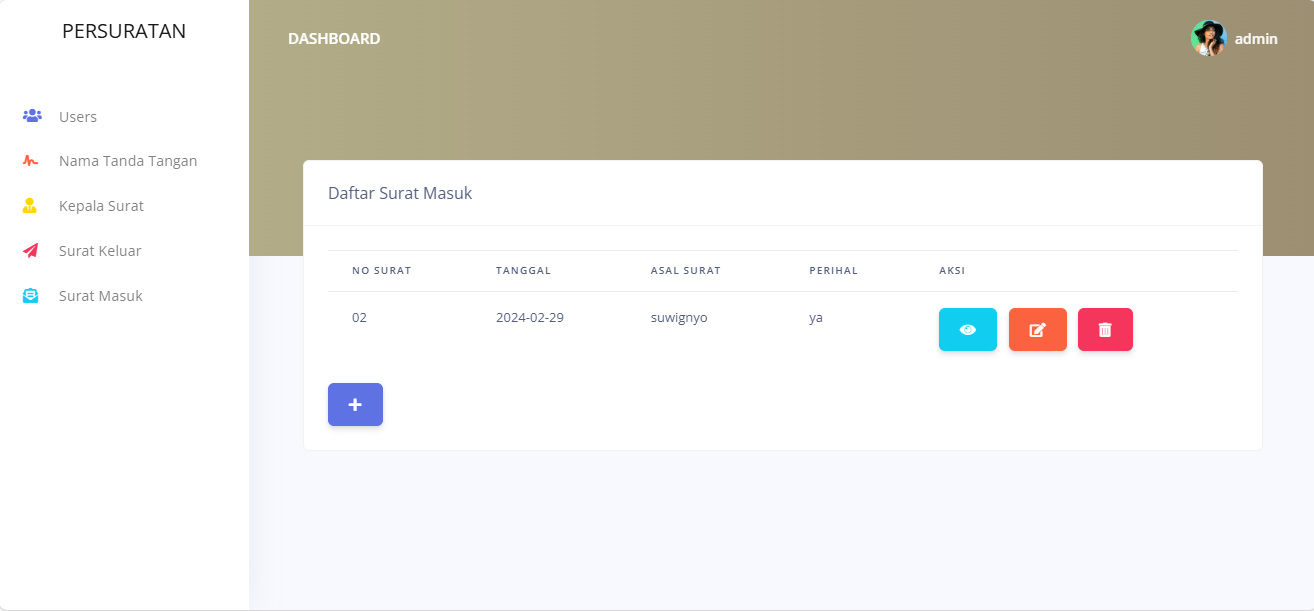 PERSURATAN
DASHBOARD
admin
Users
Nama Tanda Tangan
Kepala Surat
Surat Keluar
Surat Masuk
Daftar Surat Masuk
NO SURAT TANGGAL ASAL SURAT PERIHAL AKSI
02 2024-02-29 suwignyo ya